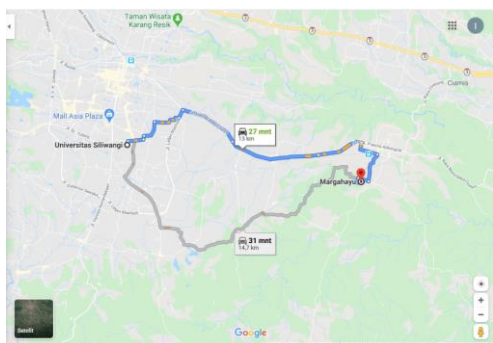 Taman Wisata
Karang Resik
Mall Asia Plaza
Universitas Siliwangi
27 mnt
13 km
Margahayu
31 mnt
14,7 km
Satelit
Google
I